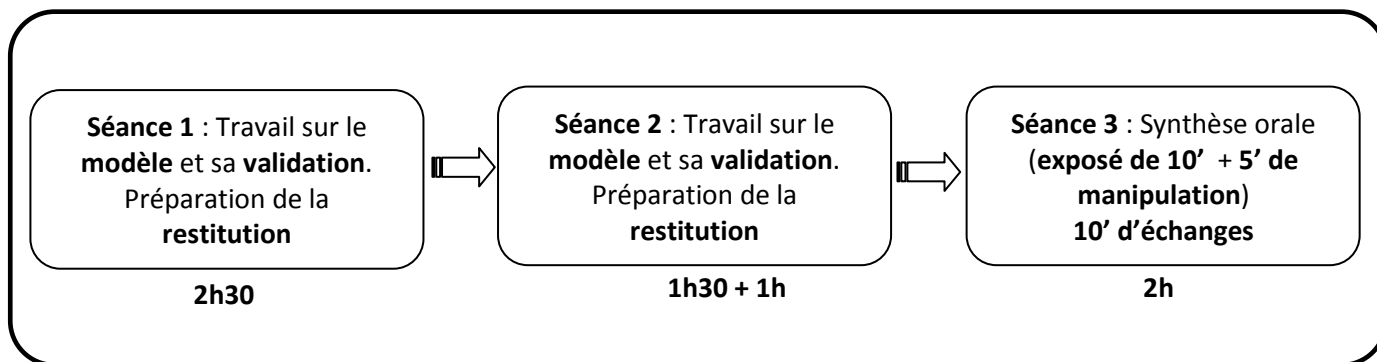 Séance 1 : Travail sur le
modèle et sa validation.
Préparation de la
restitution
2h30
Séance 2 : Travail sur le
modèle et sa validation.
Préparation de la
restitution
1h30 + 1h
Séance 3 : Synthèse orale
(exposé de 10’ + 5’ de
manipulation)
10’ d’échanges
2h